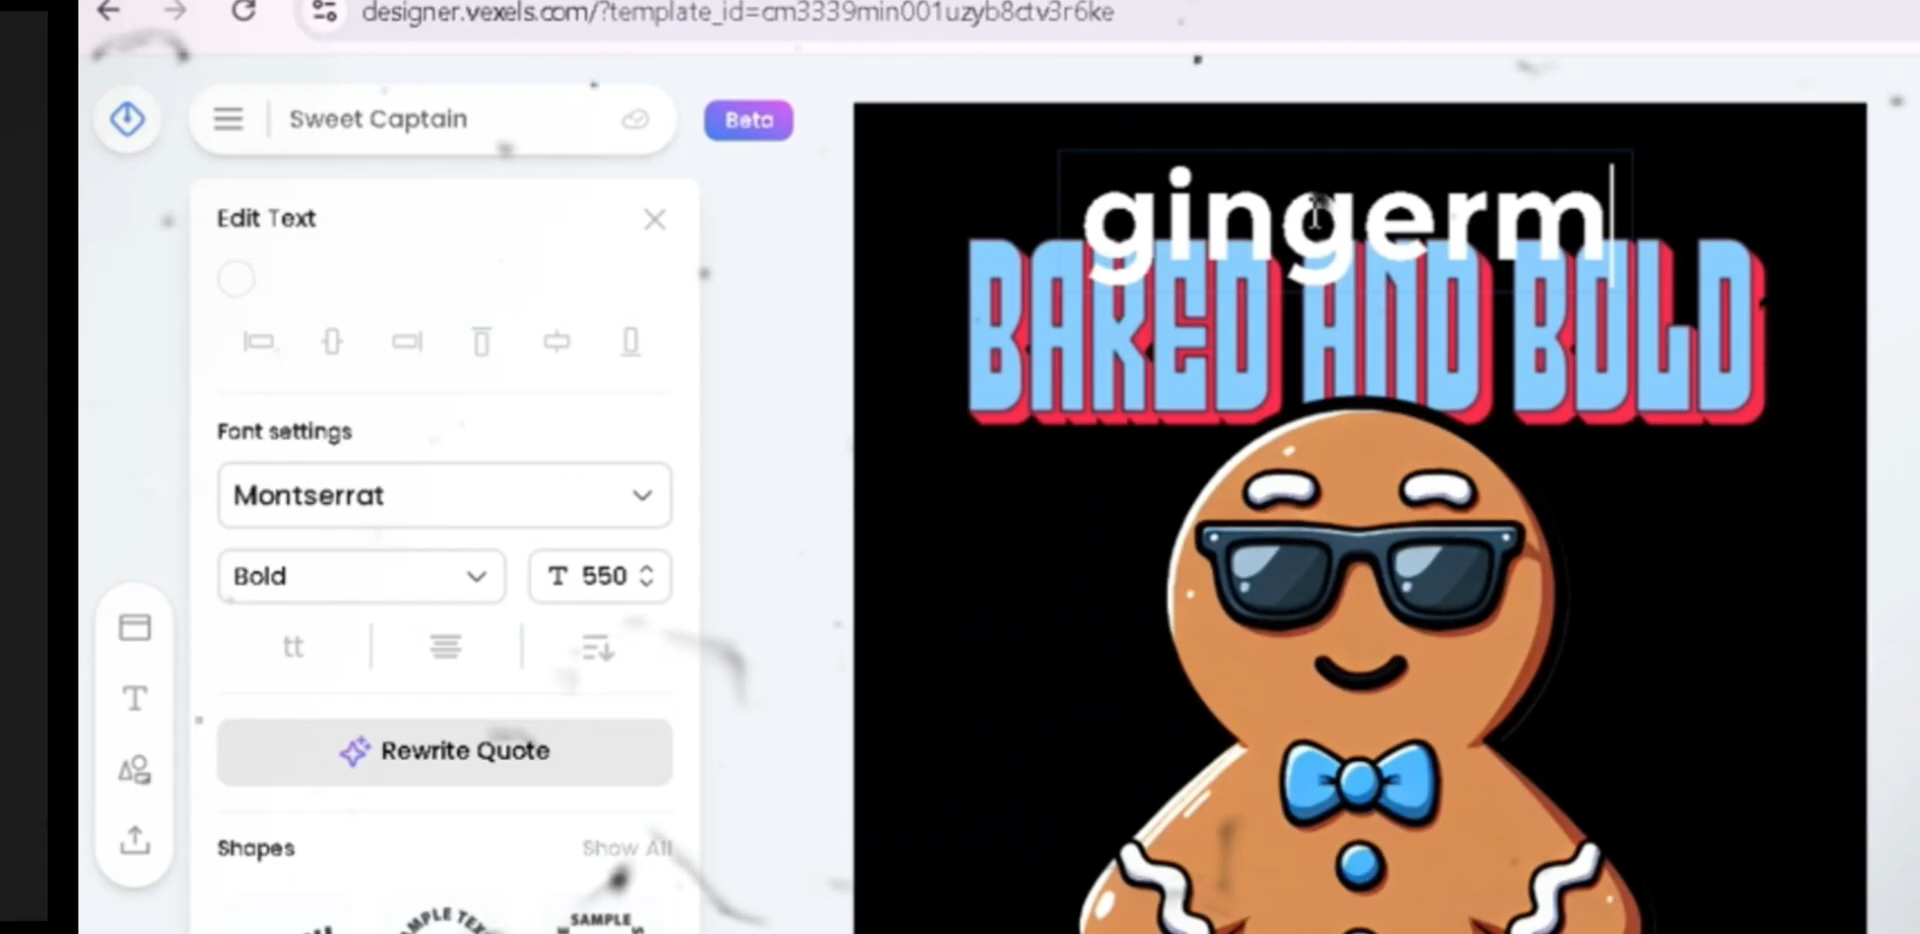 designer.vexels.com/?template_id=cm3339min001uzyb8ctv3r6ke
Sweet Captain
Beta
Edit Text
Font settings
Montserrat
Bold
T 550
tt
T
Rewrite Quote
Shapes
Show All
SAMPLE
gingerm
BAKED AND BOLD